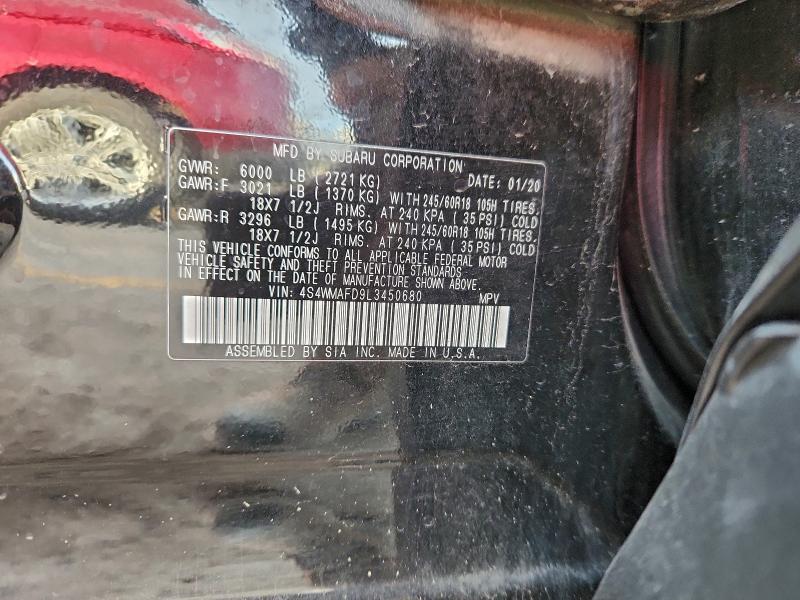 MFD BY SUBARU CORPORATION
GVWR: 6000 LB ( 2721 KG) DATE: 01/20
GAWR:F 3021 LB ( 1370 KG) WITH 245/60R18 105H TIRES
18X7 1/2J RIMS. AT 240 KPA ( 35 PSI) COLD
GAWR:R 3296 LB ( 1495 KG) WITH 245/60R18 105H TIRES.
18X7 1/2J RIMS. AT 240 KPA ( 35 PSI) COLD
THIS VEHICLE CONFORMS TO ALL APPLICABLE FEDERAL MOTOR
VEHICLE SAFETY AND THEFT PREVENTION STANDARDS
IN EFFECT ON THE DATE OF MANUFACTURE SHOWN ABOVE.
VIN: 4S4WMAFD9L3450680 MPV
ASSEMBLED BY SIA INC. MADE IN U.S.A.